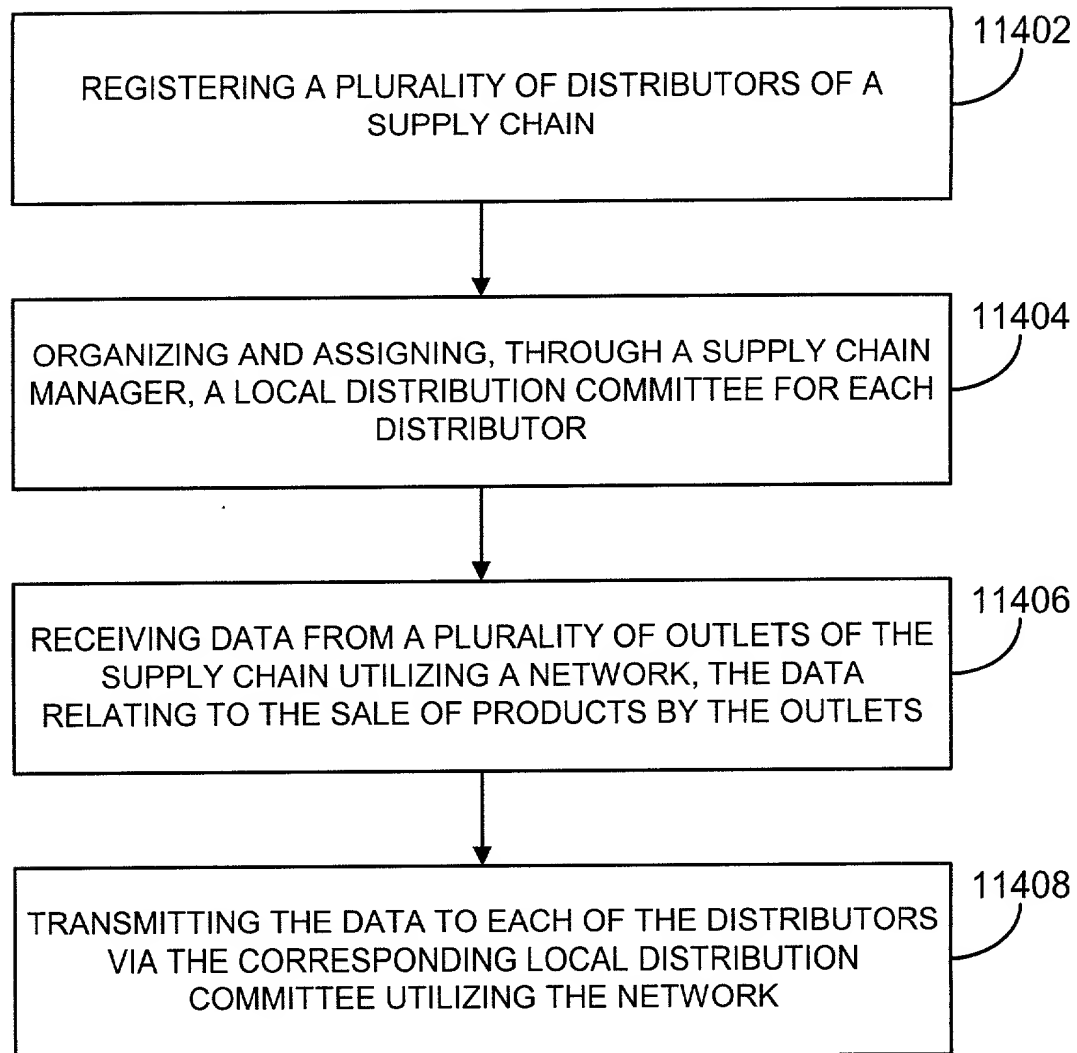 11402
REGISTERING A PLURALITY OF DISTRIBUTORS OF A
SUPPLY CHAIN
11404
ORGANIZING AND ASSIGNING, THROUGH A SUPPLY CHAIN
MANAGER, A LOCAL DISTRIBUTION COMMITTEE FOR EACH
DISTRIBUTOR
11406
RECEIVING DATA FROM A PLURALITY OF OUTLETS OF THE
SUPPLY CHAIN UTILIZING A NETWORK, THE DATA
RELATING TO THE SALE OF PRODUCTS BY THE OUTLETS
11408
TRANSMITTING THE DATA TO EACH OF THE DISTRIBUTORS
VIA THE CORRESPONDING LOCAL DISTRIBUTION
COMMITTEE UTILIZING THE NETWORK